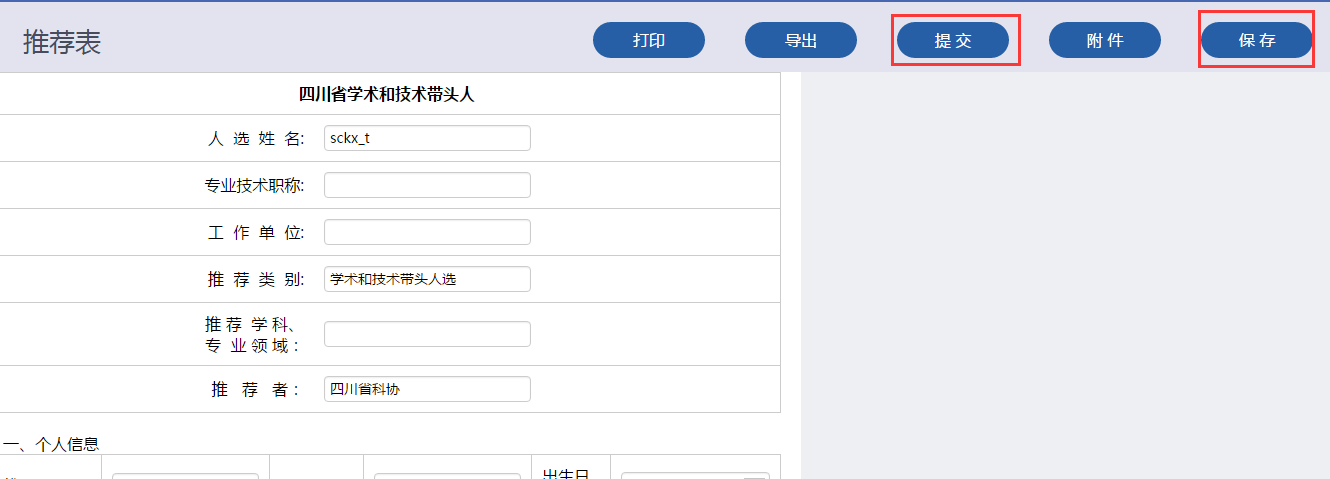 推荐表
打印
导出
提 交
附 件
保 存
四川省学术和技术带头人
人 选 姓 名: sckx_t
专业技术职称:
工 作 单 位:
推 荐 类 别: 学术和技术带头人选
推 荐 学 科、
专 业 领 域：
推 荐 者： 四川省科协
一、个人信息
出生日